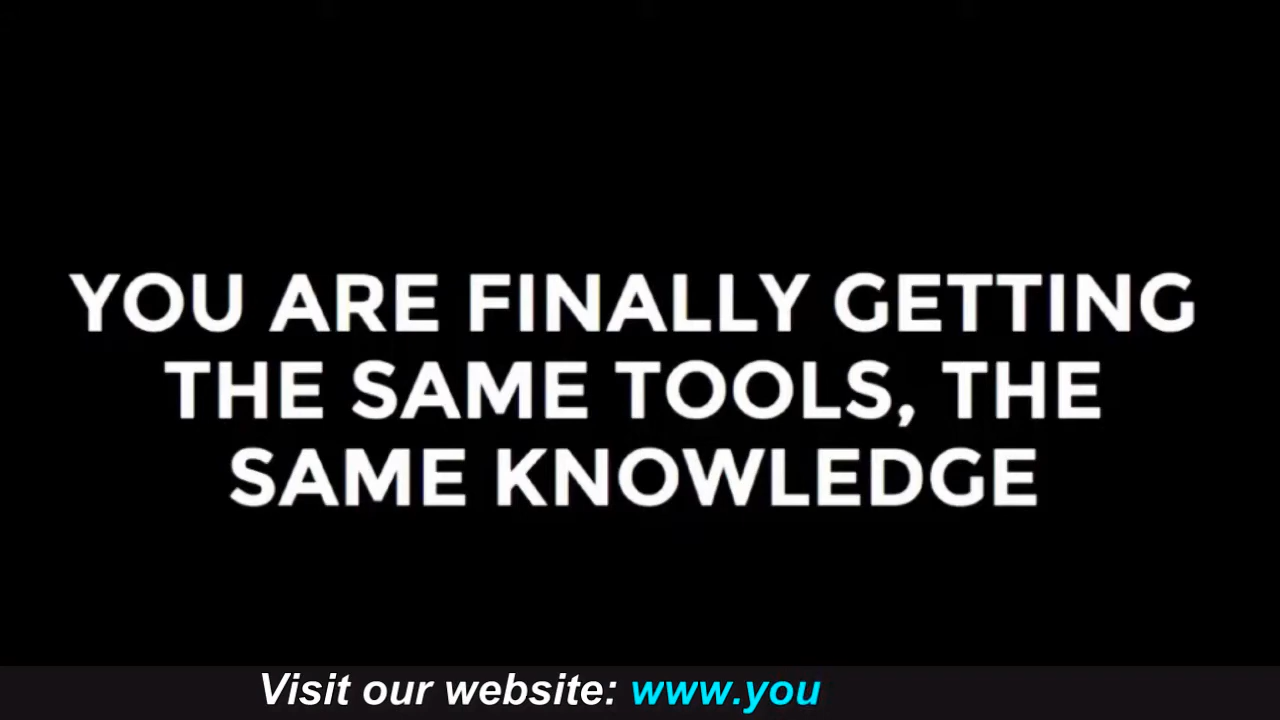 YOU ARE FINALLY GETTING
THE SAME TOOLS, THE
SAME KNOWLEDGE
Visit our website: www.you